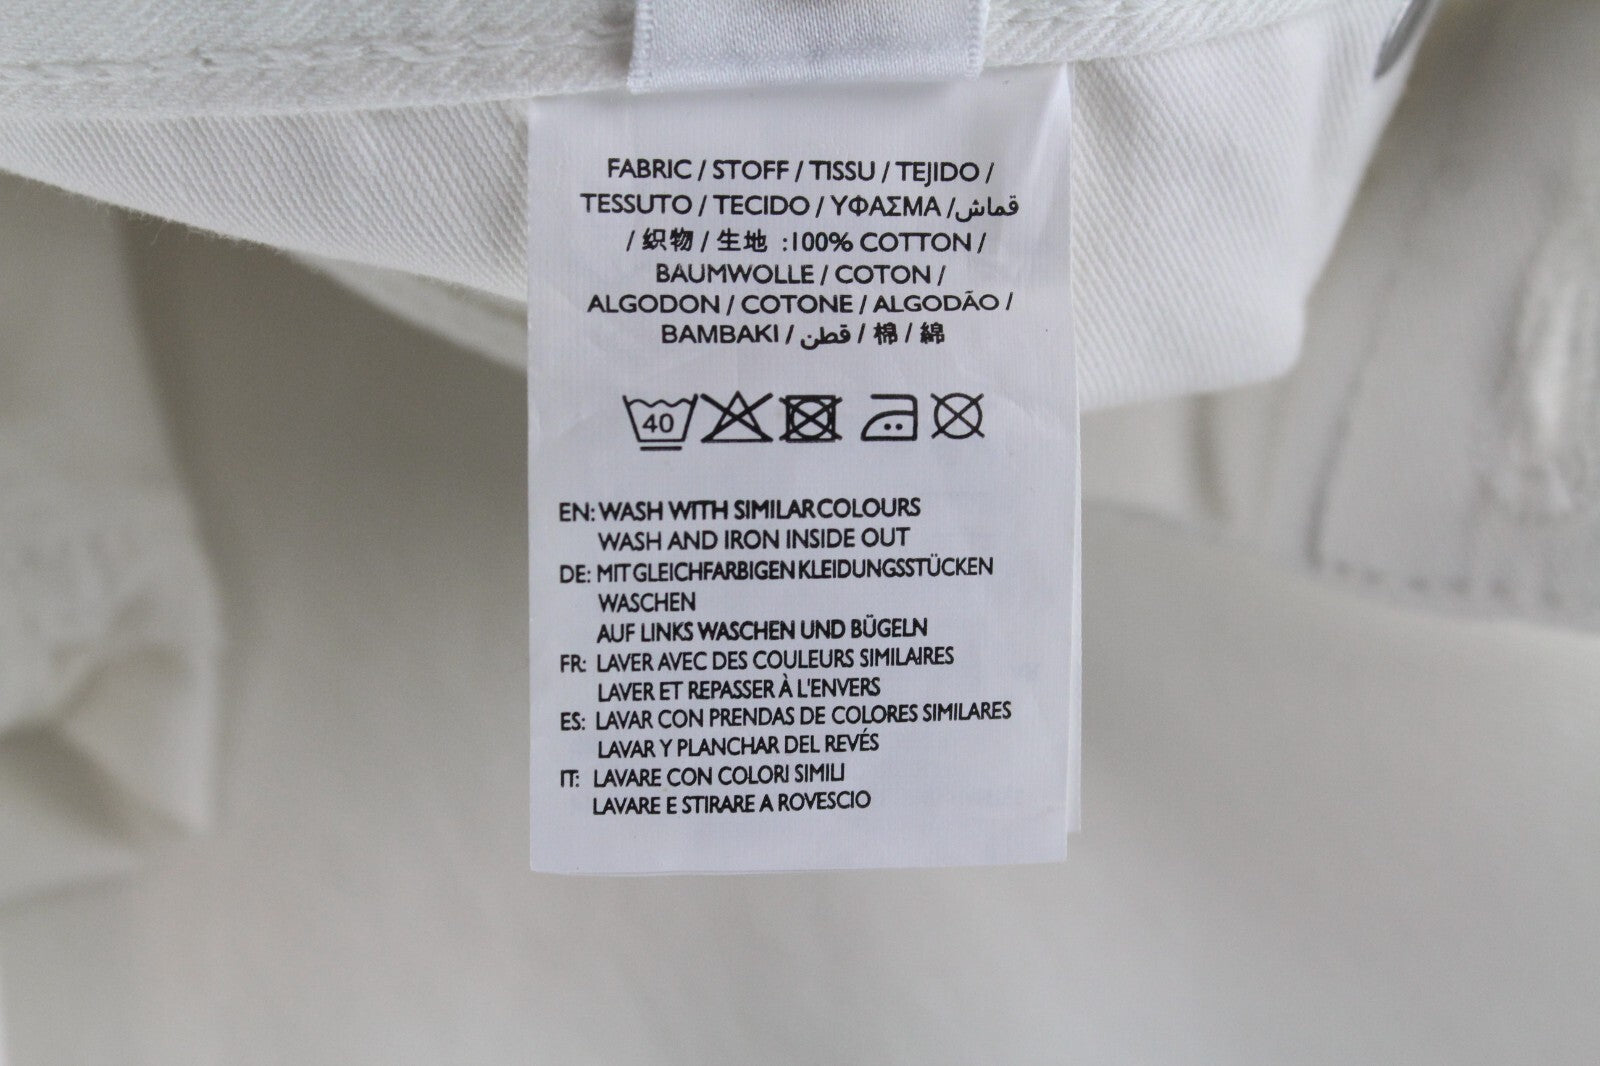 FABRIC / STOFF / TISSU / TEJIDO /
TESSUTO / TECIDO / ΥΦΑΣΜΑ /قماش
/ 织物 / 生地 :100% COTTON /
BAUMWOLLE / COTON /
ALGODON / COTONE / ALGODÃO /
BAMBAKI / قطن / 棉 / 綿
40
EN: WASH WITH SIMILAR COLOURS
WASH AND IRON INSIDE OUT
DE: MIT GLEICHFARBIGEN KLEIDUNGSSTÜCKEN
WASCHEN
AUF LINKS WASCHEN UND BÜGELN
FR: LAVER AVEC DES COULEURS SIMILAIRES
LAVER ET REPASSER À L'ENVERS
ES: LAVAR CON PRENDAS DE COLORES SIMILARES
LAVAR Y PLANCHAR DEL REVÉS
IT: LAVARE CON COLORI SIMILI
LAVARE E STIRARE A ROVESCIO